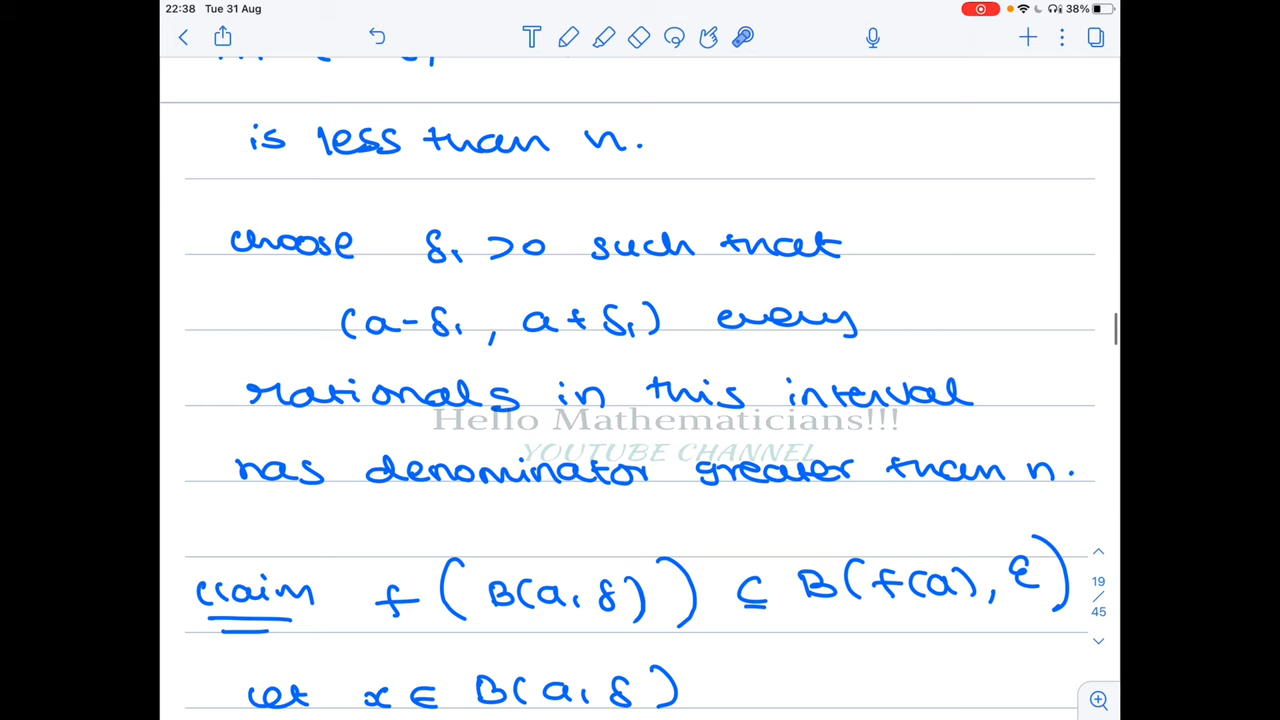 22:38 Tue 31 Aug
38%
is less than n.
choose δ₁ >0 such that
(a-δ₁, a+δ₁) every
rationals in this interval
Hello Mathematicians!!!
YOUTUBE CHANNEL
has denominator greater than n.
claim f(B(a,δ)) ⊆ B(f(a), ε)
19
/
45
let x ∈ B(a,δ)